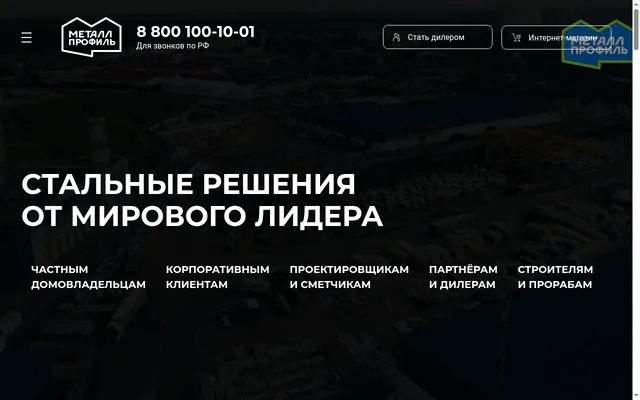 МЕТАЛЛ
ПРОФИЛЬ
8 800 100-10-01
Для звонков по РФ
Стать дилером
Интернет-магазин
МЕТАЛЛ
ПРОФИЛЬ
СТАЛЬНЫЕ РЕШЕНИЯ
ОТ МИРОВОГО ЛИДЕРА
ЧАСТНЫМ
ДОМОВЛАДЕЛЬЦАМ
КОРПОРАТИВНЫМ
КЛИЕНТАМ
ПРОЕКТИРОВЩИКАМ
И СМЕТЧИКАМ
ПАРТНЁРАМ
И ДИЛЕРАМ
СТРОИТЕЛЯМ
И ПРОРАБАМ